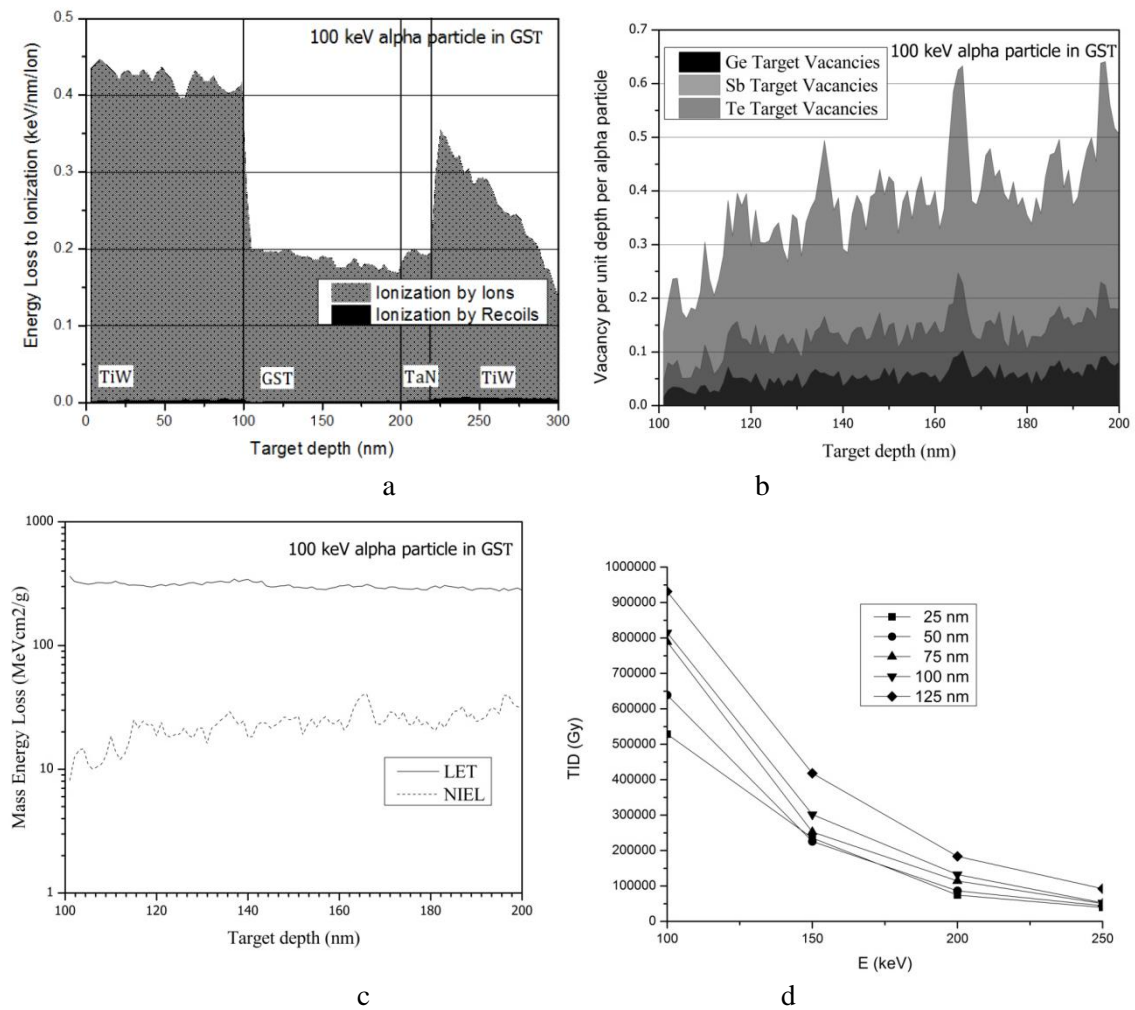 0.5
100 keV alpha particle in GST
0.4
0.3
0.2
0.1
0.0
Energy Loss to Ionization (keV/nm/Ion)
Ionization by Ions
Ionization by Recoils
TiW
GST
TaN
TiW
0 50 100 150 200 250 300
Target depth (nm)
a
0.7
100 keV alpha particle in GST
Ge Target Vacancies
Sb Target Vacancies
Te Target Vacancies
0.6
0.5
0.4
0.3
0.2
0.1
0.0
Vacancy per unit depth per alpha particle
100 120 140 160 180 200
Target depth (nm)
b
1000
100 keV alpha particle in GST
100
10
1
Mass Energy Loss (MeVcm2/g)
LET
NIEL
100 120 140 160 180 200
Target depth (nm)
c
1000000
900000
800000
700000
600000
500000
400000
300000
200000
100000
0
TID (Gy)
25 nm
50 nm
75 nm
100 nm
125 nm
100 150 200 250
E (keV)
d